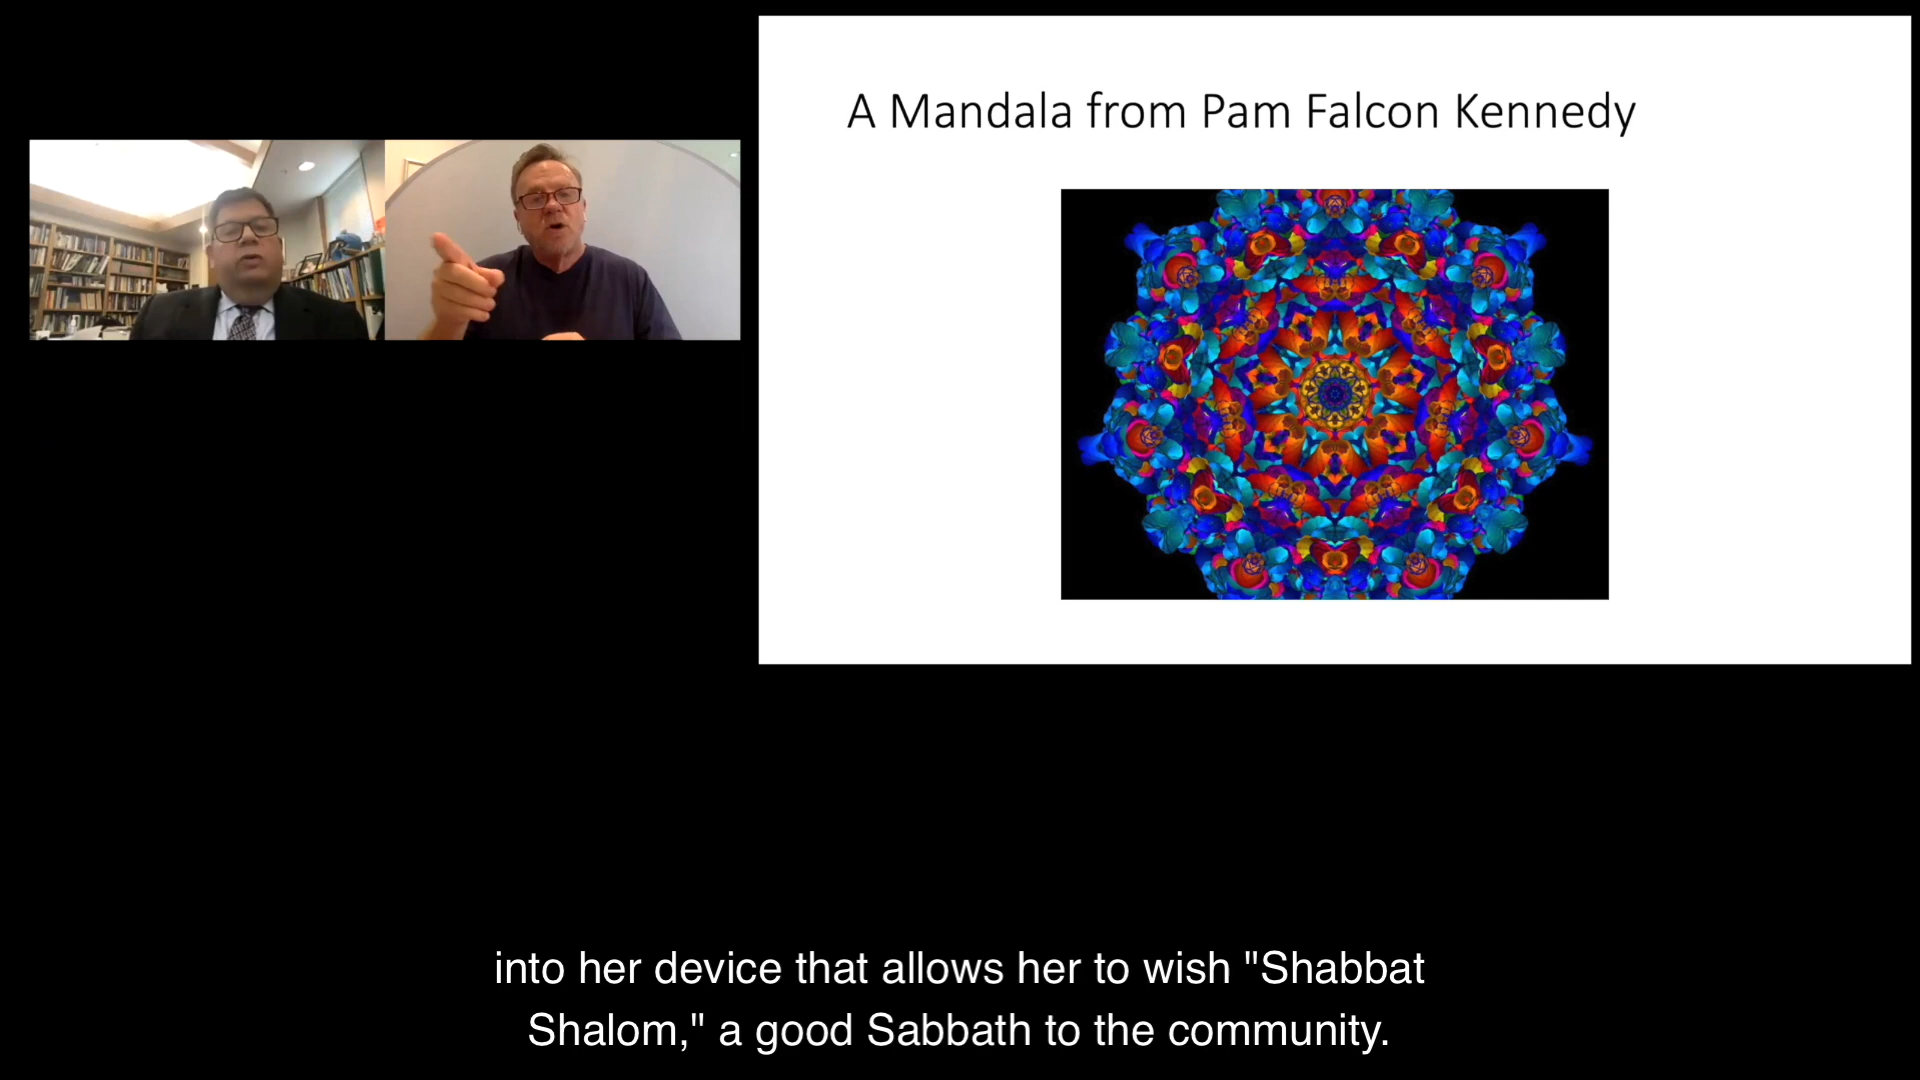 A Mandala from Pam Falcon Kennedy
into her device that allows her to wish "Shabbat
Shalom," a good Sabbath to the community.